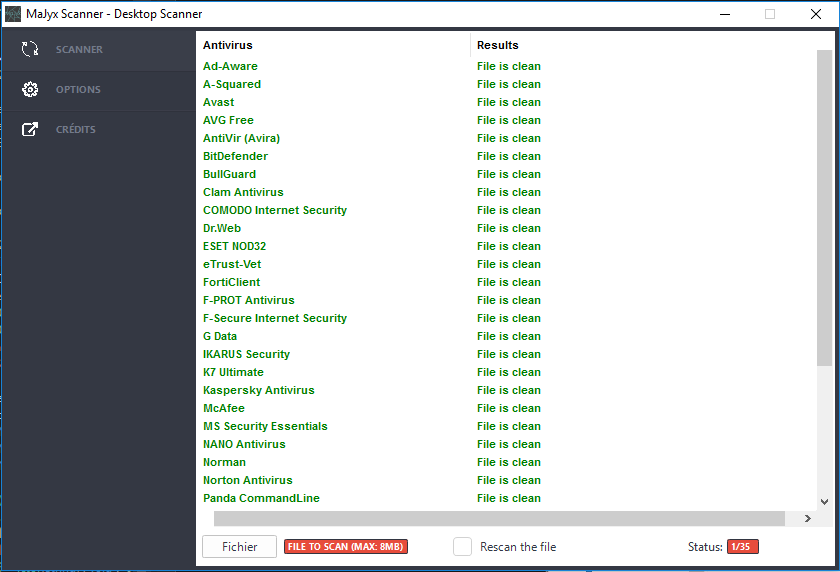 MaJyx Scanner - Desktop Scanner
SCANNER
OPTIONS
CRÉDITS
Antivirus Results
Ad-Aware File is clean
A-Squared File is clean
Avast File is clean
AVG Free File is clean
AntiVir (Avira) File is clean
BitDefender File is clean
BullGuard File is clean
Clam Antivirus File is clean
COMODO Internet Security File is clean
Dr.Web File is clean
ESET NOD32 File is clean
eTrust-Vet File is clean
FortiClient File is clean
F-PROT Antivirus File is clean
F-Secure Internet Security File is clean
G Data File is clean
IKARUS Security File is clean
K7 Ultimate File is clean
Kaspersky Antivirus File is clean
McAfee File is clean
MS Security Essentials File is clean
NANO Antivirus File is clean
Norman File is clean
Norton Antivirus File is clean
Panda CommandLine File is clean
Fichier FILE TO SCAN (MAX: 8MB) Rescan the file Status: 1/35